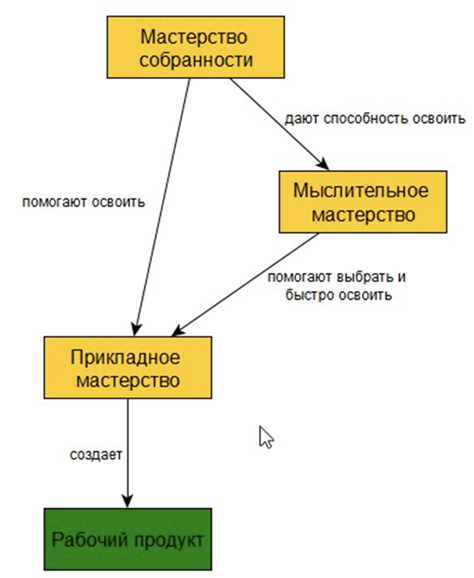 Мастерство
собранности
дают способность освоить
Мыслительное
мастерство
помогают освоить
помогают выбрать и
быстро освоить
Прикладное
мастерство
создает
Рабочий продукт